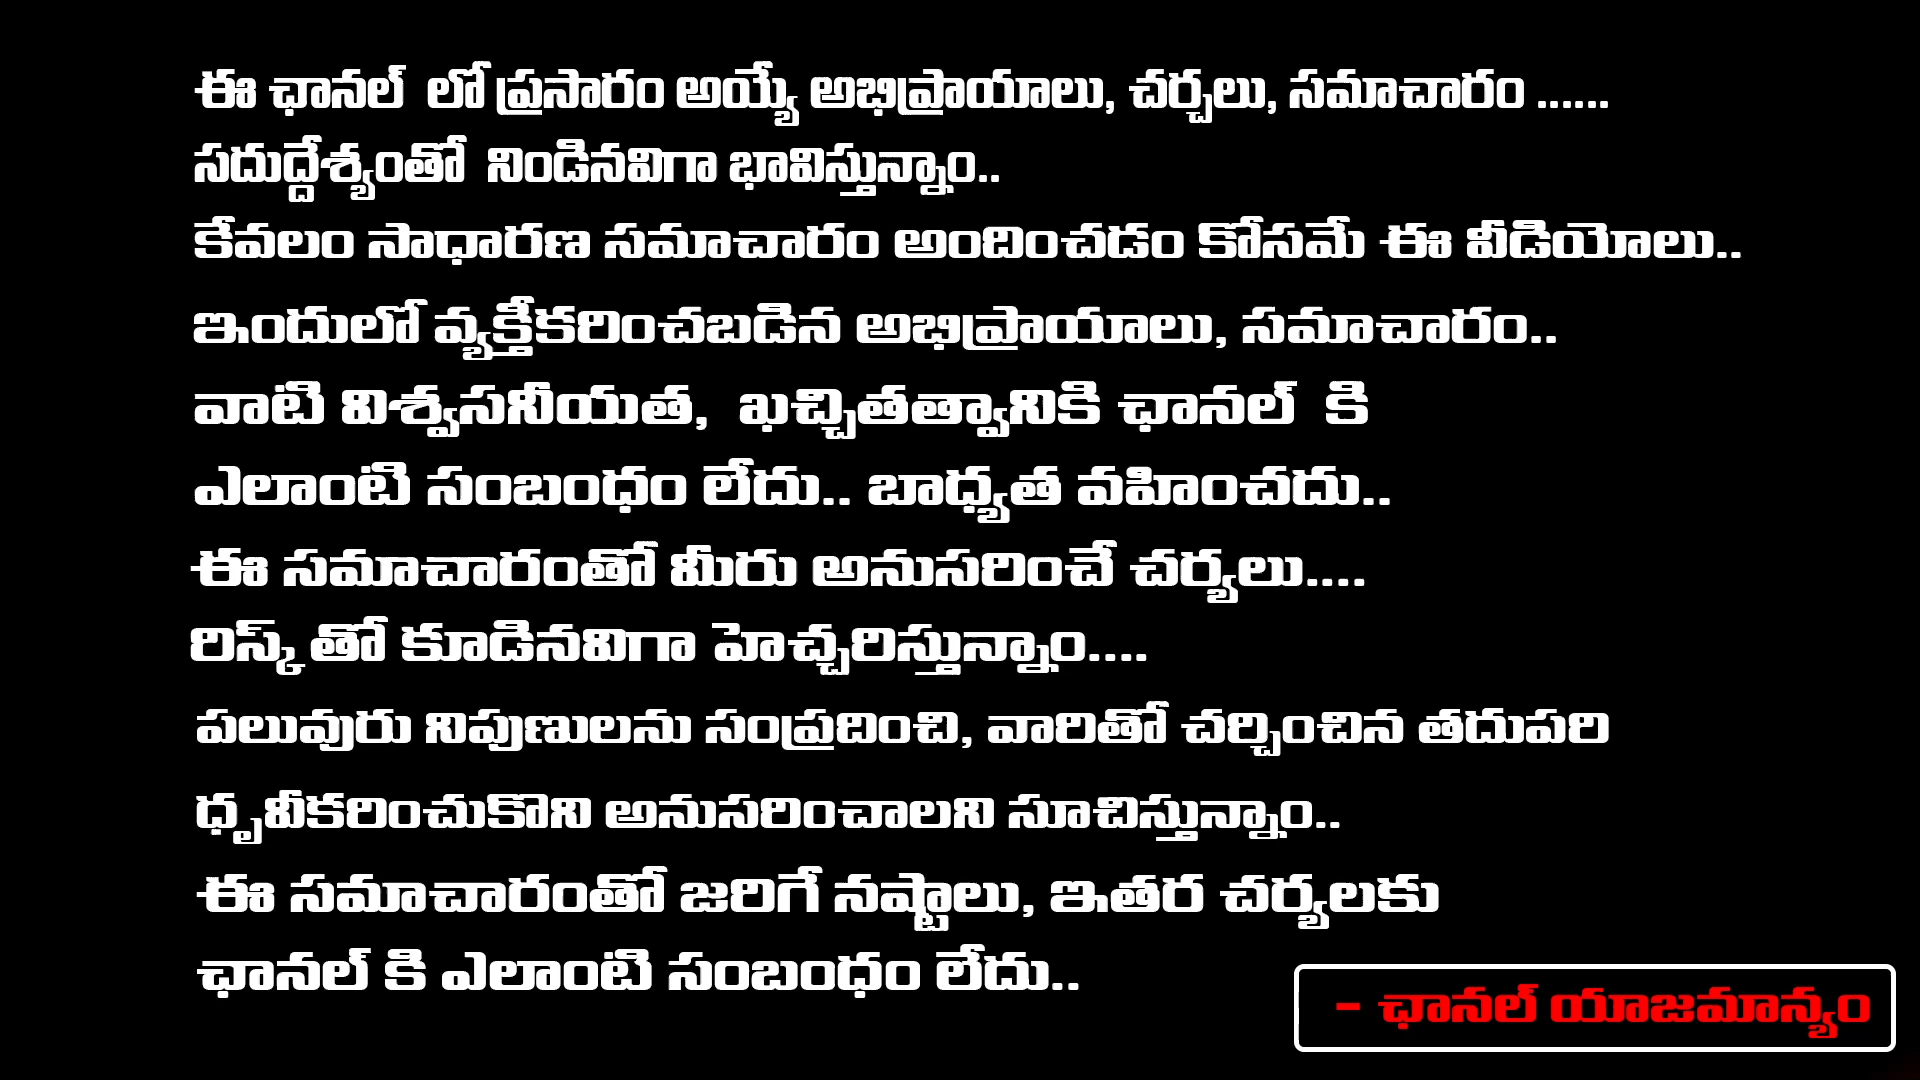 ఈ ఛానల్ లో ప్రసారం అయ్యే అభిప్రాయాలు, చర్చలు, సమాచారం ......
సదుద్దేశ్యంతో నిండినవిగా భావిస్తున్నాం..
కేవలం సాధారణ సమాచారం అందించడం కోసమే ఈ వీడియోలు..
ఇందులో వ్యక్తీకరించబడిన అభిప్రాయాలు, సమాచారం..
వాటి విశ్వసనీయత, ఖచ్చితత్వానికి ఛానల్ కి
ఎలాంటి సంబంధం లేదు.. బాధ్యత వహించదు..
ఈ సమాచారంతో మీరు అనుసరించే చర్యలు....
రిస్క్ తో కూడినవిగా హెచ్చరిస్తున్నాం....
పలువురు నిపుణులను సంప్రదించి, వారితో చర్చించిన తదుపరి
ధృవీకరించుకొని అనుసరించాలని సూచిస్తున్నాం..
ఈ సమాచారంతో జరిగే నష్టాలు, ఇతర చర్యలకు
ఛానల్ కి ఎలాంటి సంబంధం లేదు..
- ఛానల్ యాజమాన్యం